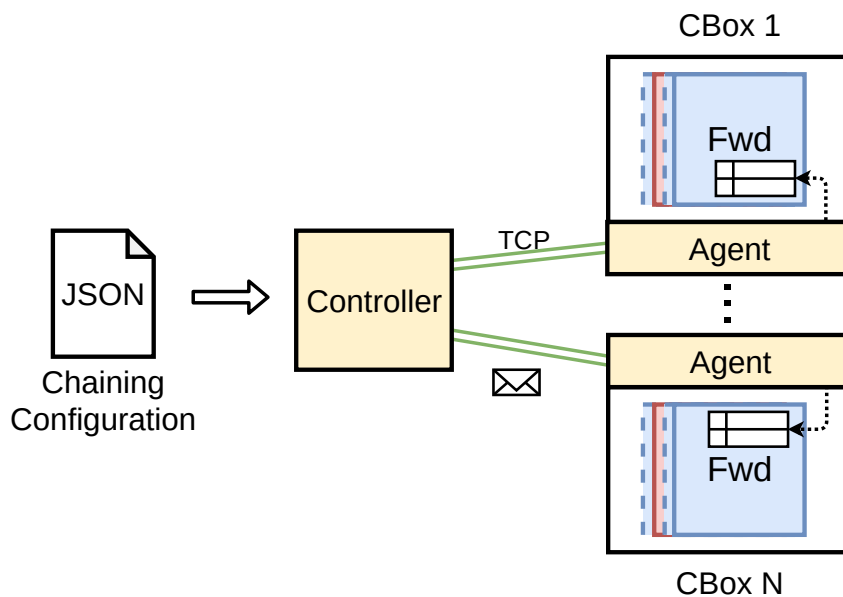 CBox 1
Fwd
TCP
Agent
JSON
Controller
Agent
Chaining
Configuration
Fwd
CBox N